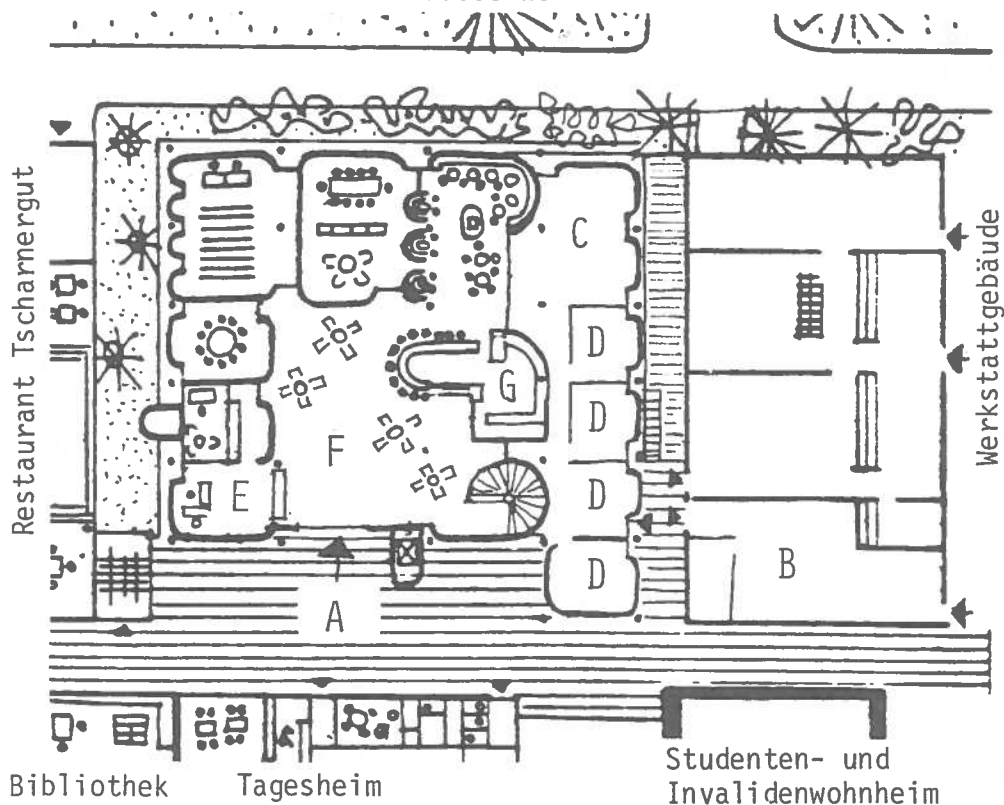 C
D
G
D
F
E
D
D
B
A
Restaurant Tscharnergut
Werkstattgebäude
Bibliothek
Tagesheim
Studenten- und
Invalidenwohnheim